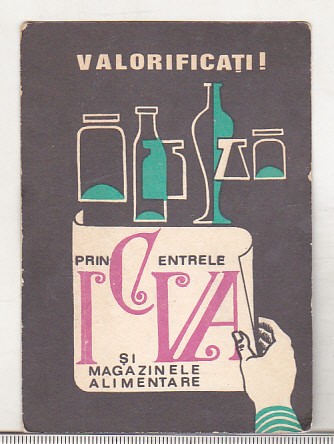 VALORIFICAȚI!
PRIN CENTRELE
ICVA
ȘI
MAGAZINELE
ALIMENTARE